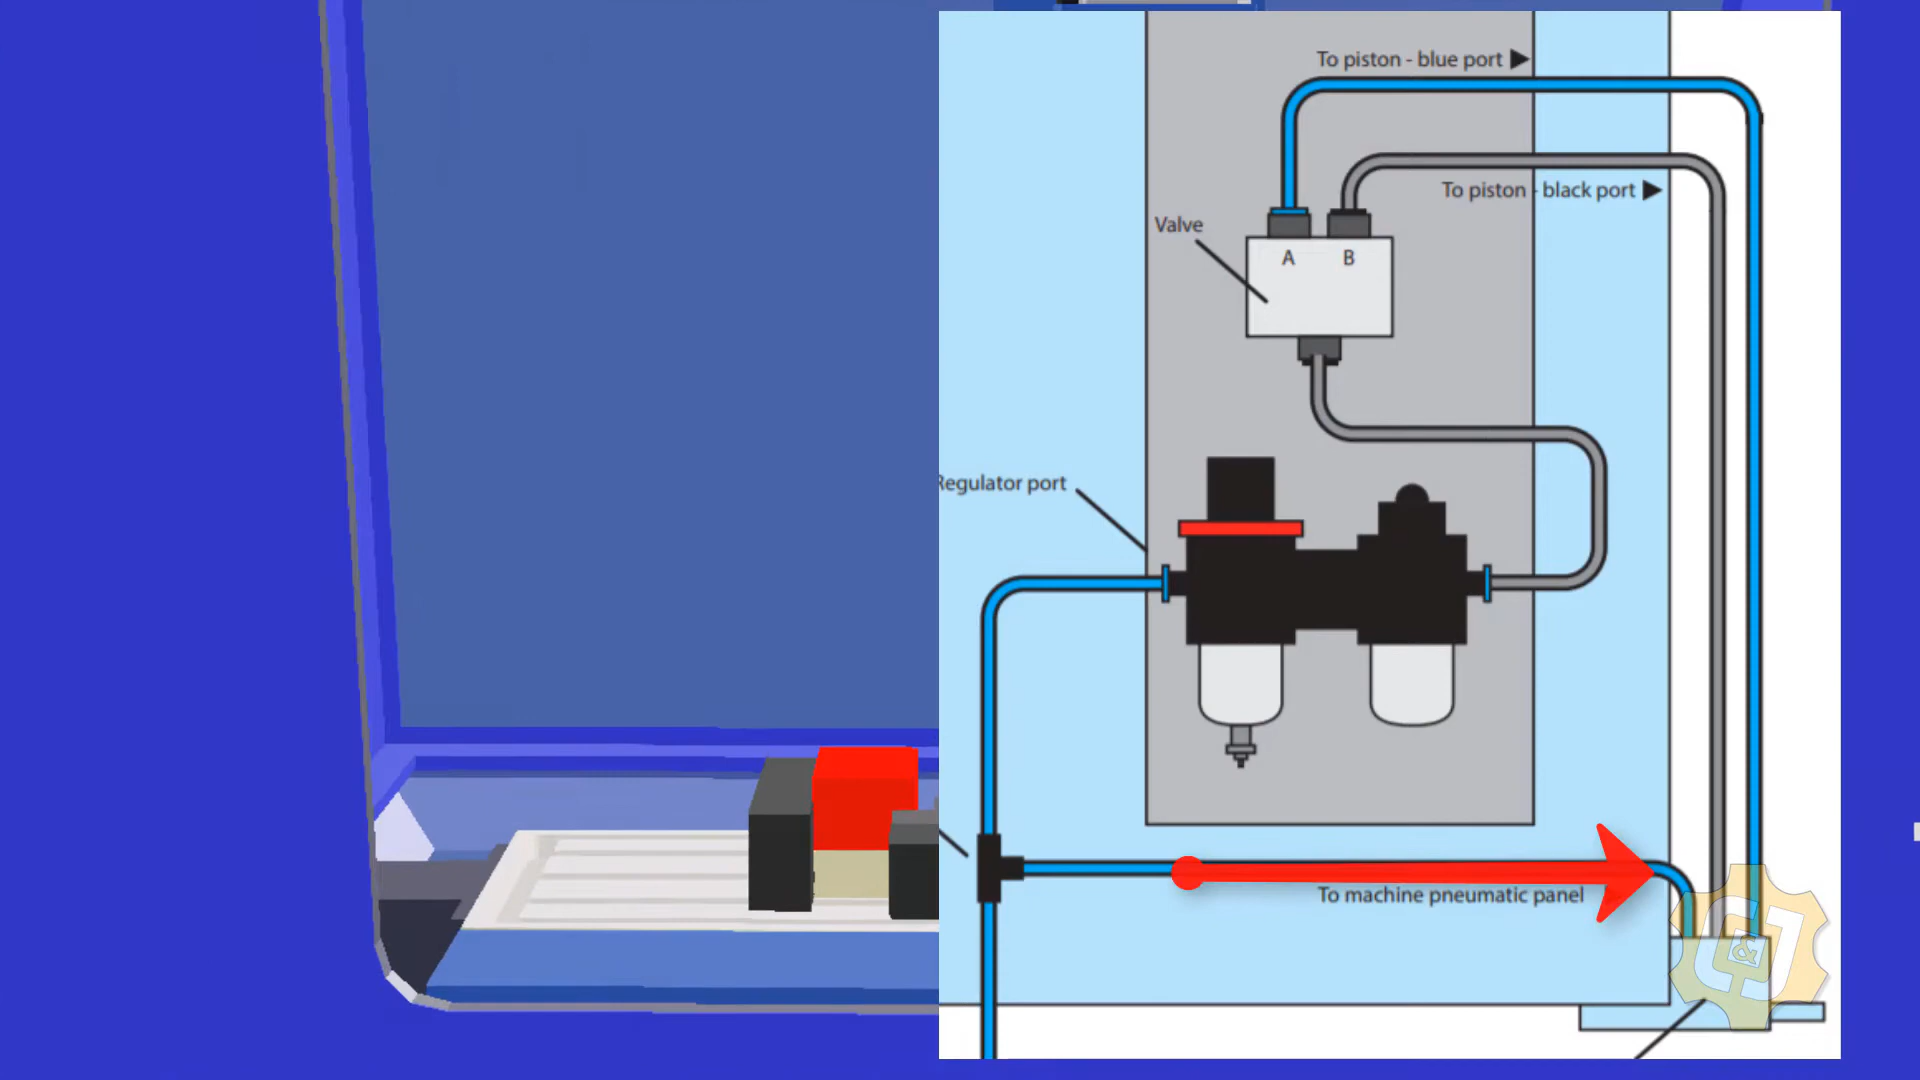 To piston - blue port
To piston - black port
Valve
A B
Regulator port
To machine pneumatic panel
&